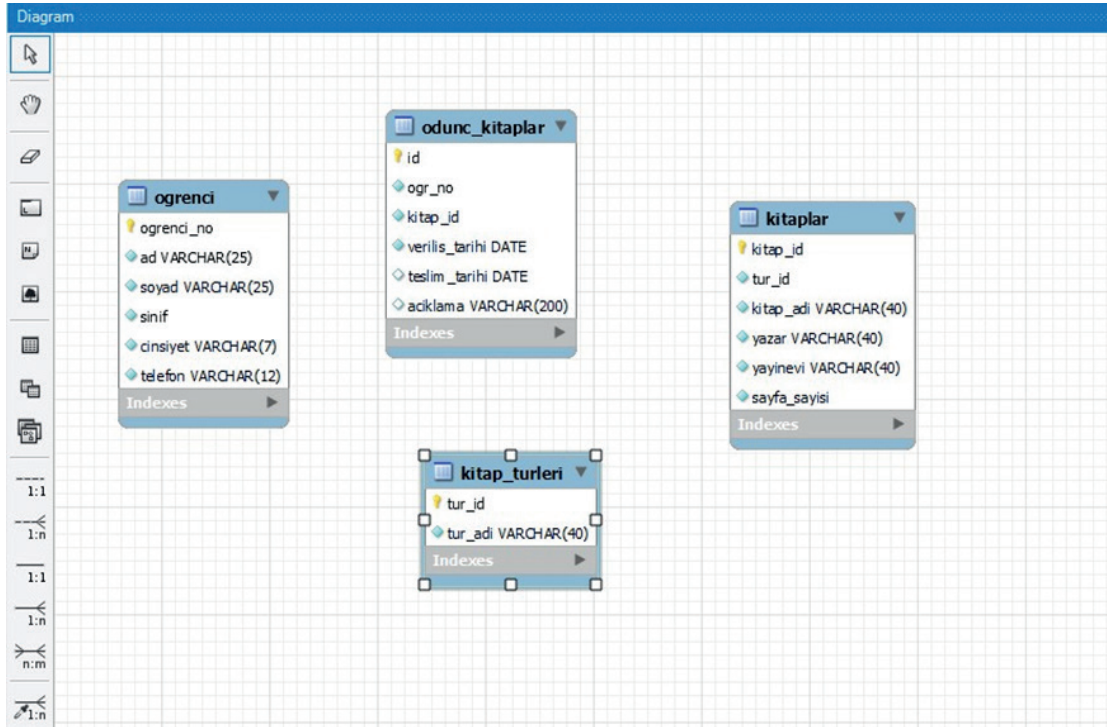 Diagram
ogrenci
ogrenci_no
ad VARCHAR(25)
soyad VARCHAR(25)
sinif
cinsiyet VARCHAR(7)
telefon VARCHAR(12)
Indexes
odunc_kitaplar
id
ogr_no
kitap_id
verilis_tarihi DATE
teslim _tarihi DATE
aciklama VARCHAR(200)
Indexes
kitaplar
kitap_id
tur_id
kitap_adi VARCHAR(40)
yazar VARCHAR(40)
yayinevi VARCHAR(40)
sayfa_sayisi
Indexes
kitap_turleri
tur_id
tur_adi VARCHAR(40)
Indexes
1:1
1:n
1:1
1:n
n:m
1:n